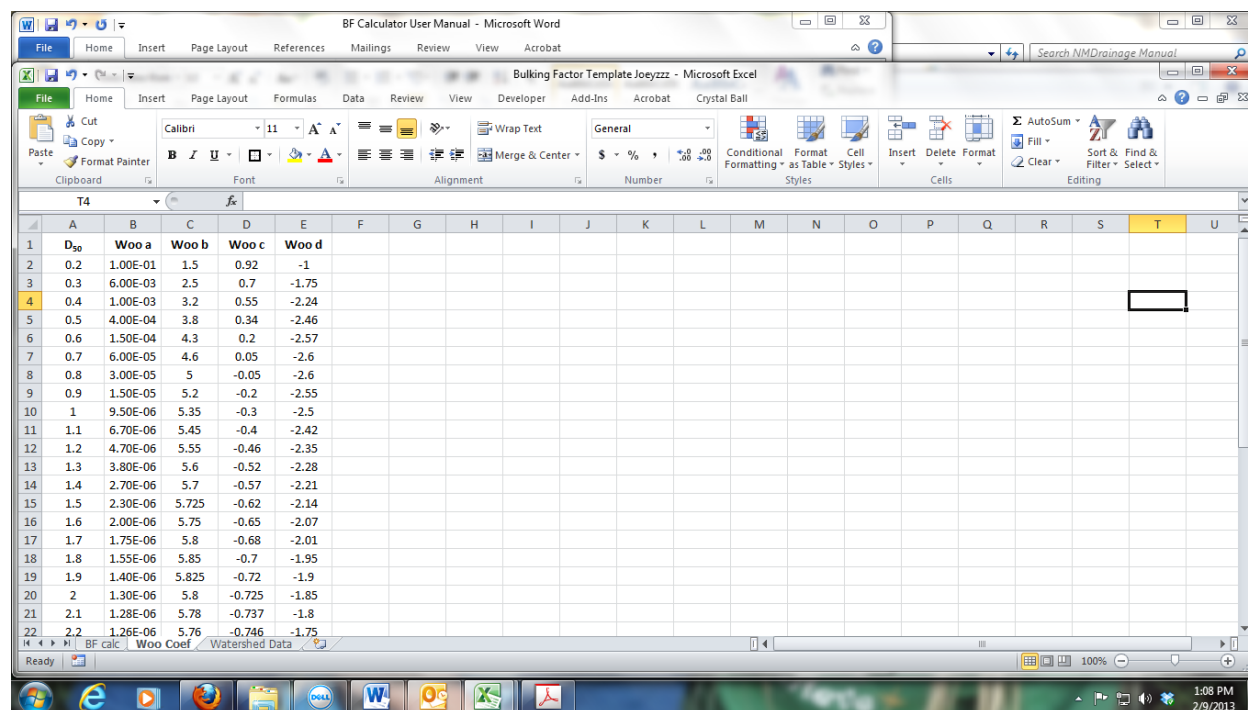 BF Calculator User Manual - Microsoft Word
File Home Insert Page Layout References Mailings Review View Acrobat
Search NMDrainage Manual
Bulking Factor Template Joeyzzz - Microsoft Excel
File Home Insert Page Layout Formulas Data Review View Developer Add-Ins Acrobat Crystal Ball
Cut
Copy
Format Painter
Paste
Clipboard
Calibri 11
B I U
Font
Wrap Text
Merge & Center
Alignment
General
$ % , .00 .0
Number
Conditional Formatting
Format as Table
Cell Styles
Styles
Insert Delete Format
Cells
Σ AutoSum
Fill
Clear
Sort & Filter
Find & Select
Editing
T4 fx
A B C D E F G H I J K L M N O P Q R S T U
1 D50 Woo a Woo b Woo c Woo d
2 0.2 1.00E-01 1.5 0.92 -1
3 0.3 6.00E-03 2.5 0.7 -1.75
4 0.4 1.00E-03 3.2 0.55 -2.24
5 0.5 4.00E-04 3.8 0.34 -2.46
6 0.6 1.50E-04 4.3 0.2 -2.57
7 0.7 6.00E-05 4.6 0.05 -2.6
8 0.8 3.00E-05 5 -0.05 -2.6
9 0.9 1.50E-05 5.2 -0.2 -2.55
10 1 9.50E-06 5.35 -0.3 -2.5
11 1.1 6.70E-06 5.45 -0.4 -2.42
12 1.2 4.70E-06 5.55 -0.46 -2.35
13 1.3 3.80E-06 5.6 -0.52 -2.28
14 1.4 2.70E-06 5.7 -0.57 -2.21
15 1.5 2.30E-06 5.725 -0.62 -2.14
16 1.6 2.00E-06 5.75 -0.65 -2.07
17 1.7 1.75E-06 5.8 -0.68 -2.01
18 1.8 1.55E-06 5.85 -0.7 -1.95
19 1.9 1.40E-06 5.825 -0.72 -1.9
20 2 1.30E-06 5.8 -0.725 -1.85
21 2.1 1.28E-06 5.78 -0.737 -1.8
22 2.2 1.26E-06 5.76 -0.746 -1.75
BF calc Woo Coef Watershed Data
Ready 100%
DELL
1:08 PM
2/9/2013